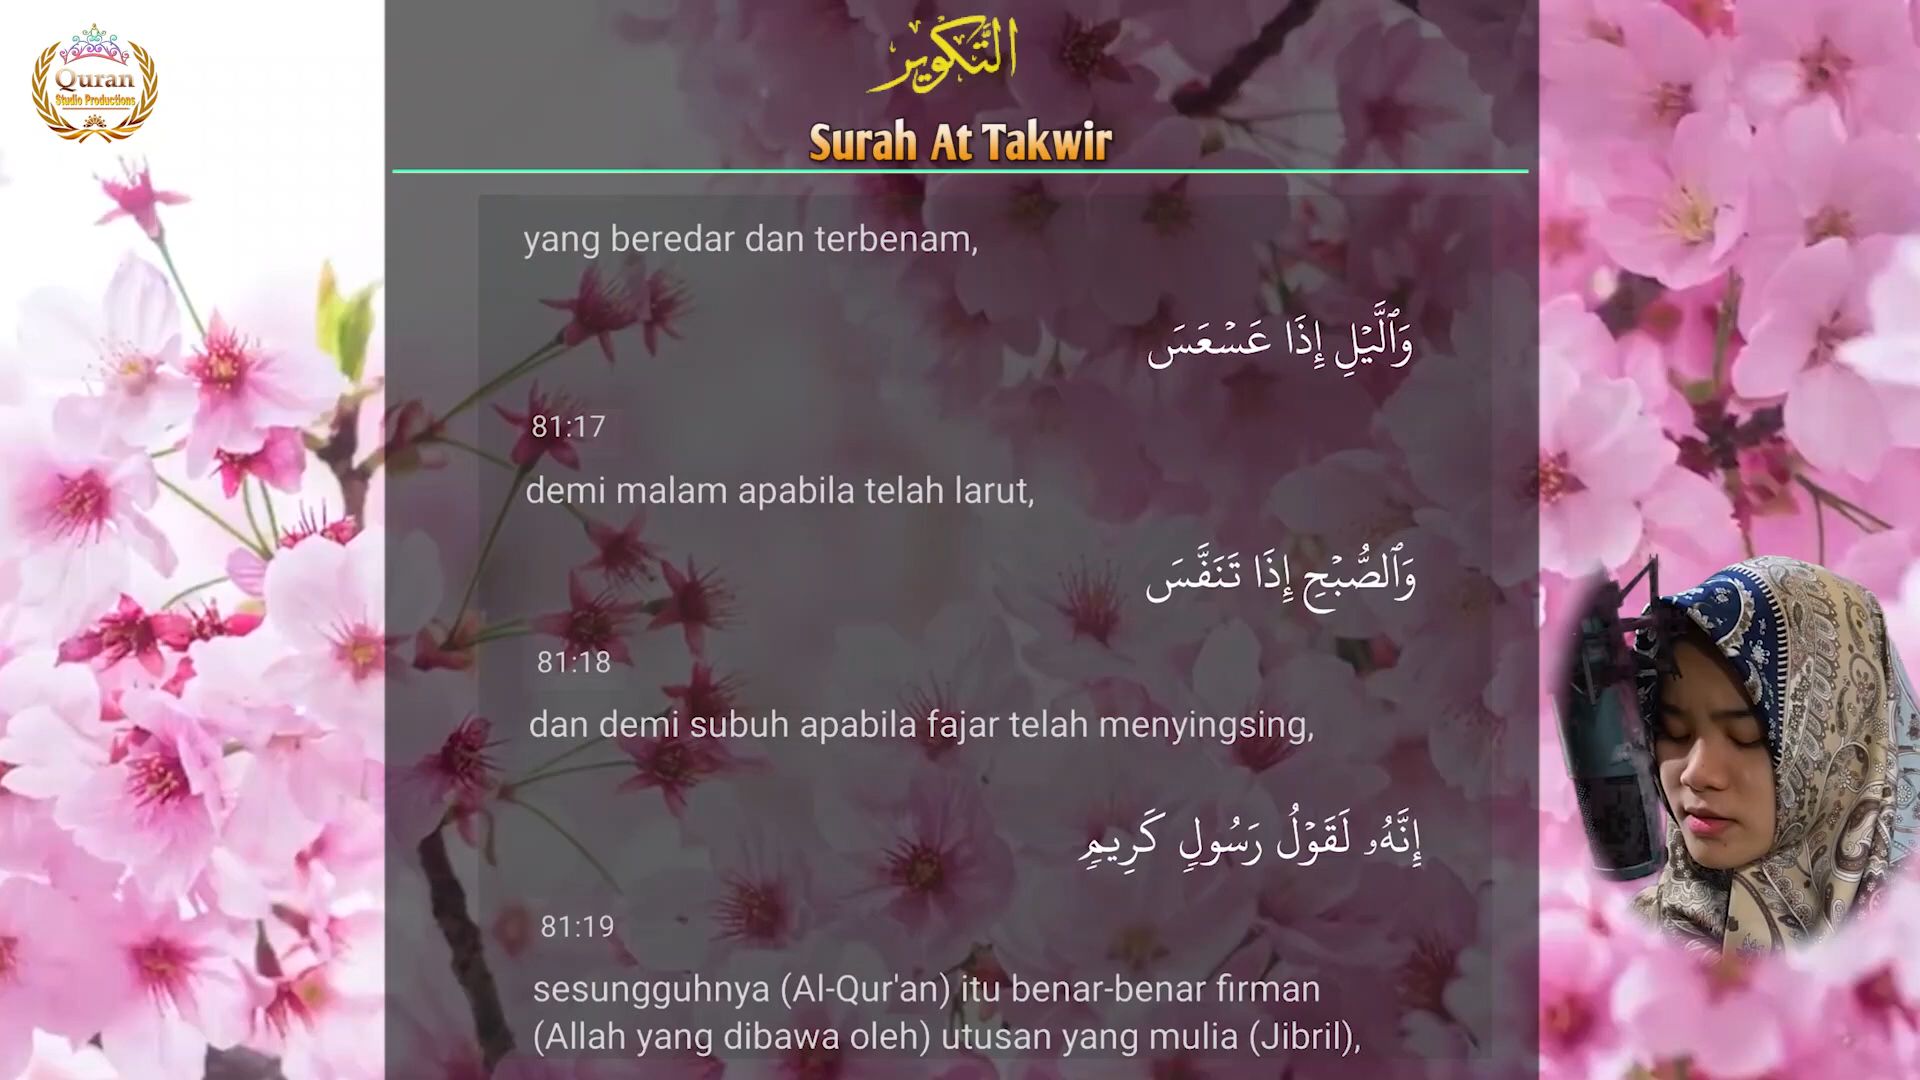 Quran
Studio Productions
التَّكوير
Surah At Takwir
yang beredar dan terbenam,
وَٱلَّيۡلِ إِذَا عَسۡعَسَ
81:17
demi malam apabila telah larut,
وَٱلصُّبۡحِ إِذَا تَنَفَّسَ
81:18
dan demi subuh apabila fajar telah menyingsing,
إِنَّهُۥ لَقَوۡلُ رَسُولٖ كَرِيمٖ
81:19
sesungguhnya (Al-Qur'an) itu benar-benar firman
(Allah yang dibawa oleh) utusan yang mulia (Jibril),